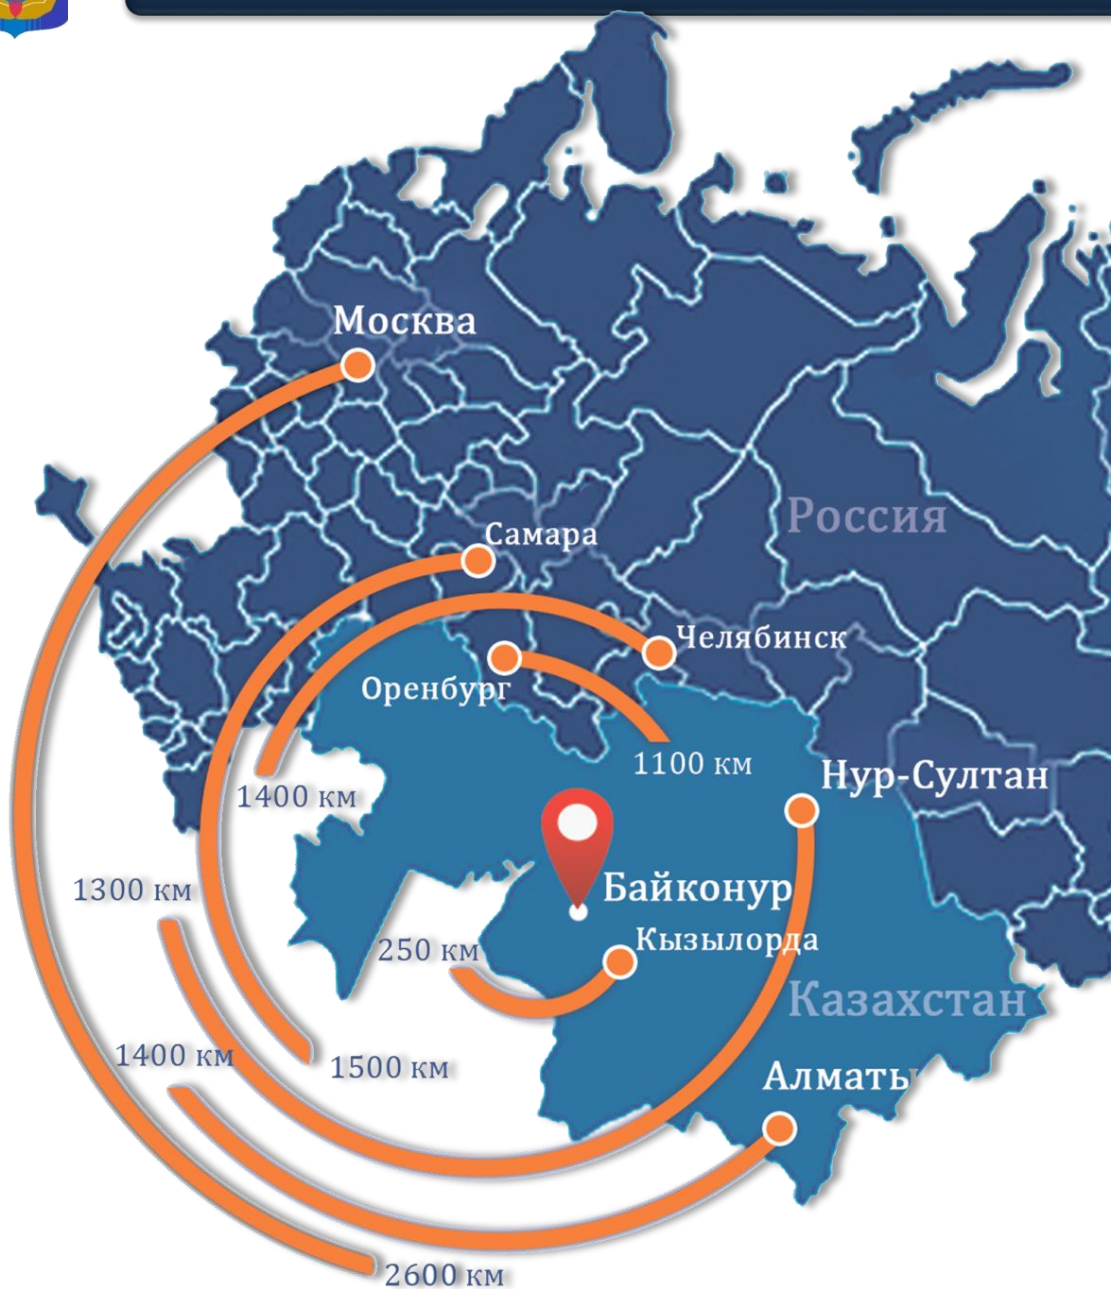 Москва
Россия
Самара
Челябинск
Оренбург
1100 км
Нур-Султан
1400 км
Байконур
1300 км
Кызылорда
250 км
Казахстан
1400 км
1500 км
Алматы
2600 км